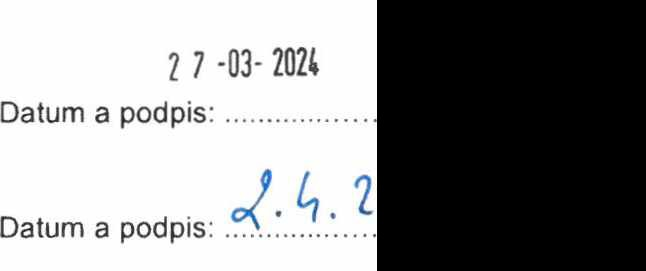 2 7 -03- 2024
Datum a podpis: ...................
Datum a podpis: 2.4.2